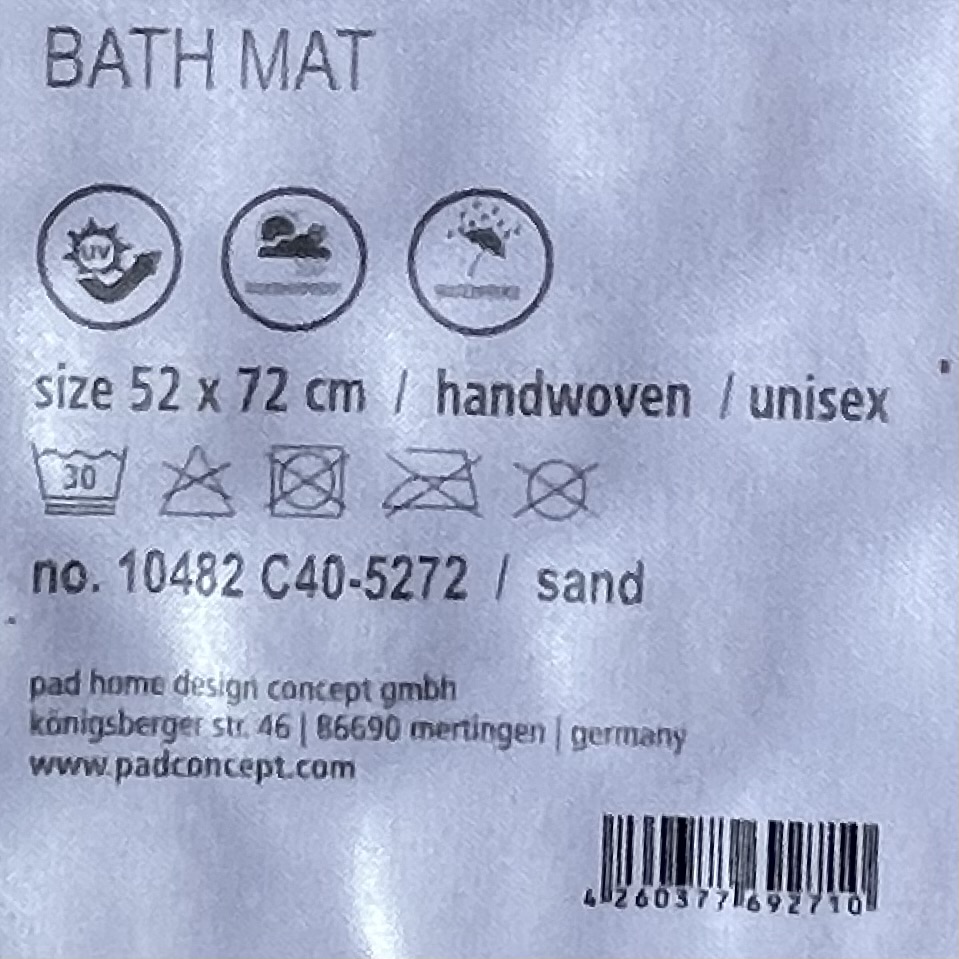 BATH MAT
UV
size 52 x 72 cm / handwoven / unisex
30
no. 10482 C40-5272 / sand
pad home design concept gmbh
königsberger str. 46 | 86690 mertingen | germany
www.padconcept.com
4 260377 692710